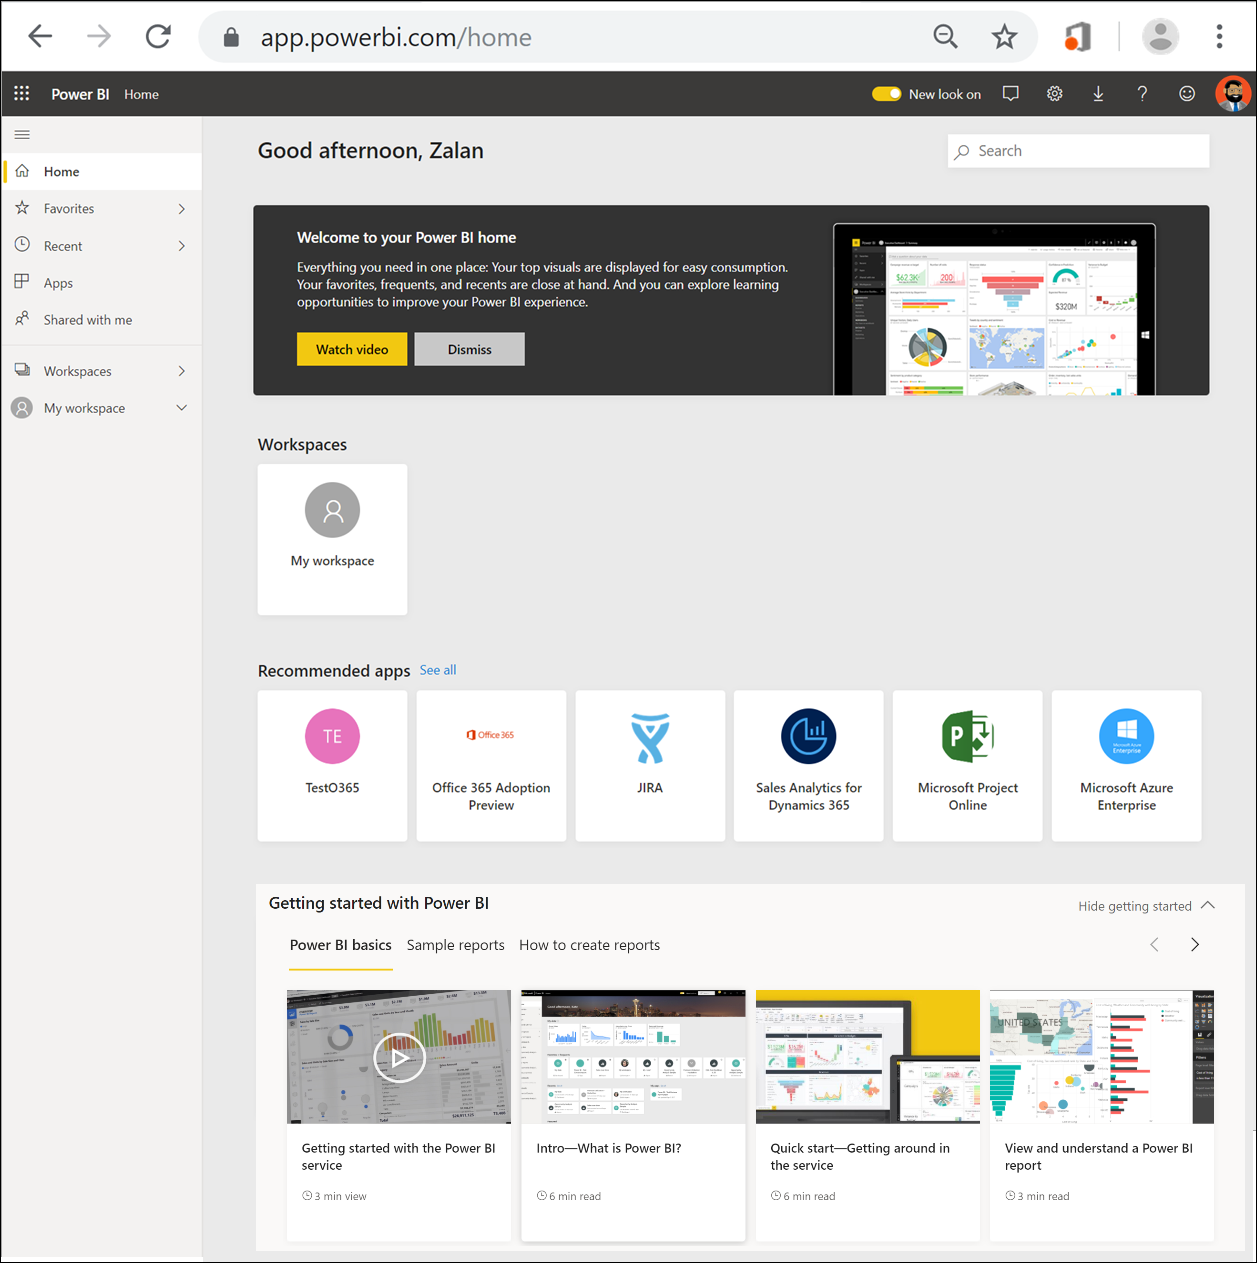 app.powerbi.com/home
Power BI Home
New look on
Home
Favorites
Recent
Apps
Shared with me
Workspaces
My workspace
Good afternoon, Zalan
Search
Welcome to your Power BI home
Everything you need in one place: Your top visuals are displayed for easy consumption.
Your favorites, frequents, and recents are close at hand. And you can explore learning
opportunities to improve your Power BI experience.
Watch video
Dismiss
$62.3K
200
$320M
Workspaces
My workspace
Recommended apps See all
TE
TestO365
Office 365
Office 365 Adoption
Preview
JIRA
Sales Analytics for
Dynamics 365
P
Microsoft Project
Online
Microsoft Azure
Enterprise
Microsoft Azure
Enterprise
Getting started with Power BI
Hide getting started
Power BI basics Sample reports How to create reports
Getting started with the Power BI
service
3 min view
Intro—What is Power BI?
6 min read
Quick start—Getting around in
the service
6 min read
UNITED STATES
View and understand a Power BI
report
3 min read